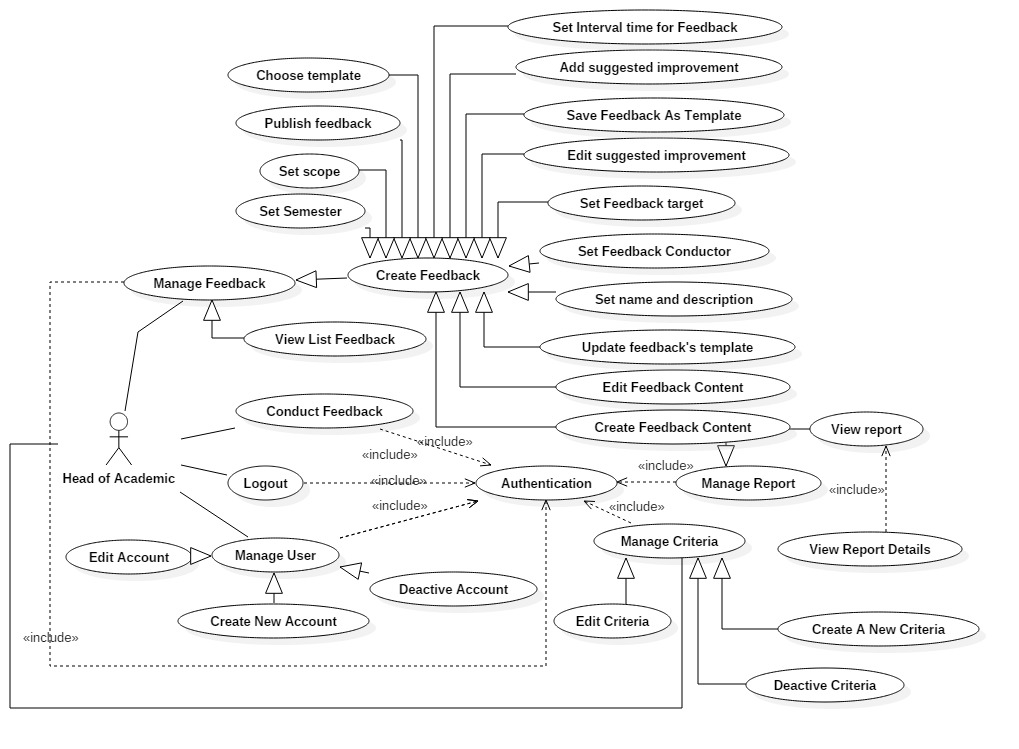 Set Interval time for Feedback
Choose template
Add suggested improvement
Publish feedback
Save Feedback As Template
Edit suggested improvement
Set scope
Set Semester
Set Feedback target
Set Feedback Conductor
Create Feedback
Manage Feedback
Set name and description
View List Feedback
Update feedback's template
Edit Feedback Content
Conduct Feedback
Create Feedback Content
View report
«include»
«include»
«include»
Head of Academic
Logout
«include»
Authentication
Manage Report
«include»
«include»
«include»
Manage Criteria
View Report Details
Edit Account
Manage User
Deactive Account
Create New Account
Edit Criteria
Create A New Criteria
«include»
Deactive Criteria